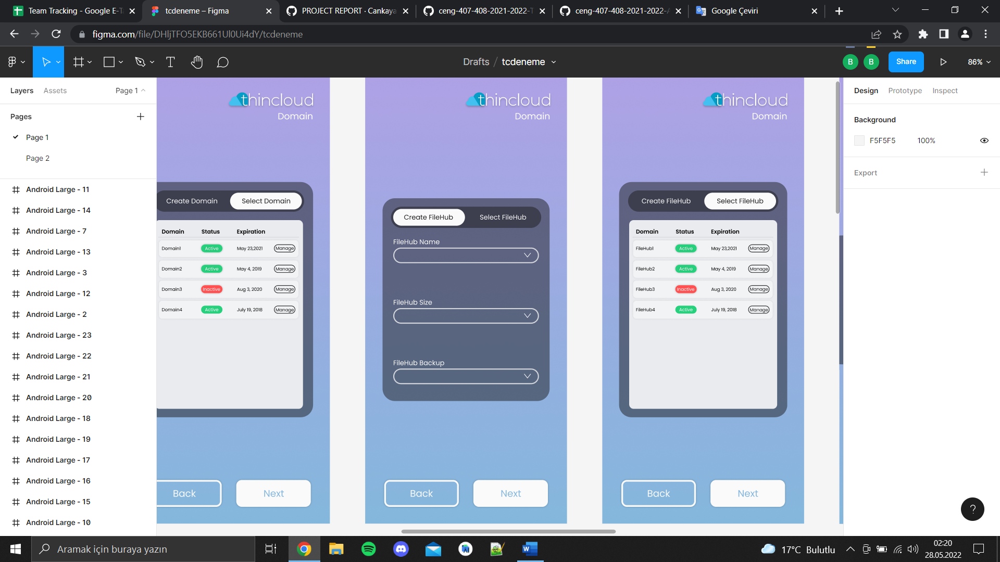 Team Tracking - Google E-T
tcdeneme – Figma
PROJECT REPORT · Cankaya
ceng-407-408-2021-2022-T
ceng-407-408-2021-2022-A
Google Çeviri
figma.com/file/DHljTFO5EKB661Ul0Ui4dY/tcdeneme
Drafts / tcdeneme
B
B
Share
86%
Layers
Assets
Page 1
Pages
Page 1
Page 2
Android Large - 11
Android Large - 14
Android Large - 7
Android Large - 13
Android Large - 3
Android Large - 12
Android Large - 2
Android Large - 23
Android Large - 22
Android Large - 21
Android Large - 20
Android Large - 18
Android Large - 19
Android Large - 17
Android Large - 16
Android Large - 15
Android Large - 10
thincloud
Domain
Create Domain
Select Domain
Domain Status Expiration
Domain1 Active May 23,2021 Manage
Domain2 Active May 4, 2019 Manage
Domain3 Inactive Aug 3, 2020 Manage
Domain4 Active July 19, 2018 Manage
Back
Next
thincloud
Domain
Create FileHub
Select FileHub
FileHub Name
FileHub Size
FileHub Backup
Back
Next
thincloud
Domain
Create FileHub
Select FileHub
Domain Status Expiration
FileHub1 Active May 23,2021 Manage
FileHub2 Active May 4, 2019 Manage
FileHub3 Inactive Aug 3, 2020 Manage
FileHub4 Active July 19, 2018 Manage
Back
Next
Design
Prototype
Inspect
Background
F5F5F5
100%
Export
?
Aramak için buraya yazın
17°C Bulutlu
02:20
28.05.2022